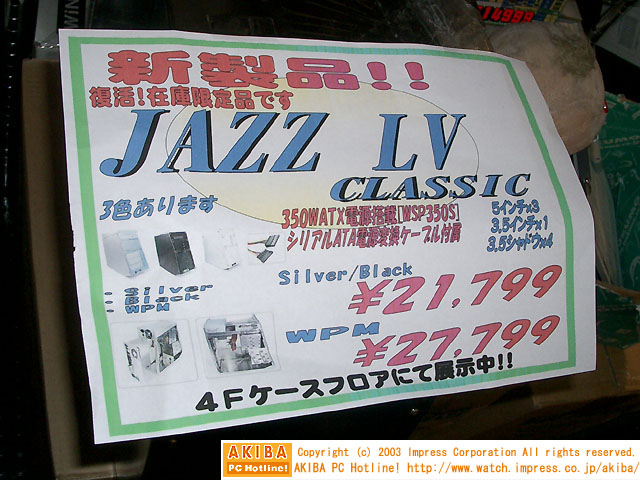 WIN
¥14,999
新製品!!
復活!在庫限定品です
JAZZ LV
CLASSIC
3色あります
350WATX電源搭載[WSP350S]
シリアルATA電源変換ケーブル付属
5インチ×3
3,5インチ×1
3,5シャドウ×4
- Silver
- Black
- WPM
Silver/Black
¥21,799
WPM
¥27,799
4Fケースフロアにて展示中!!
AKIBA
PC Hotline!
Copyright (c) 2003 Impress Corporation All rights reserved.
AKIBA PC Hotline! http://www.watch.impress.co.jp/akiba/